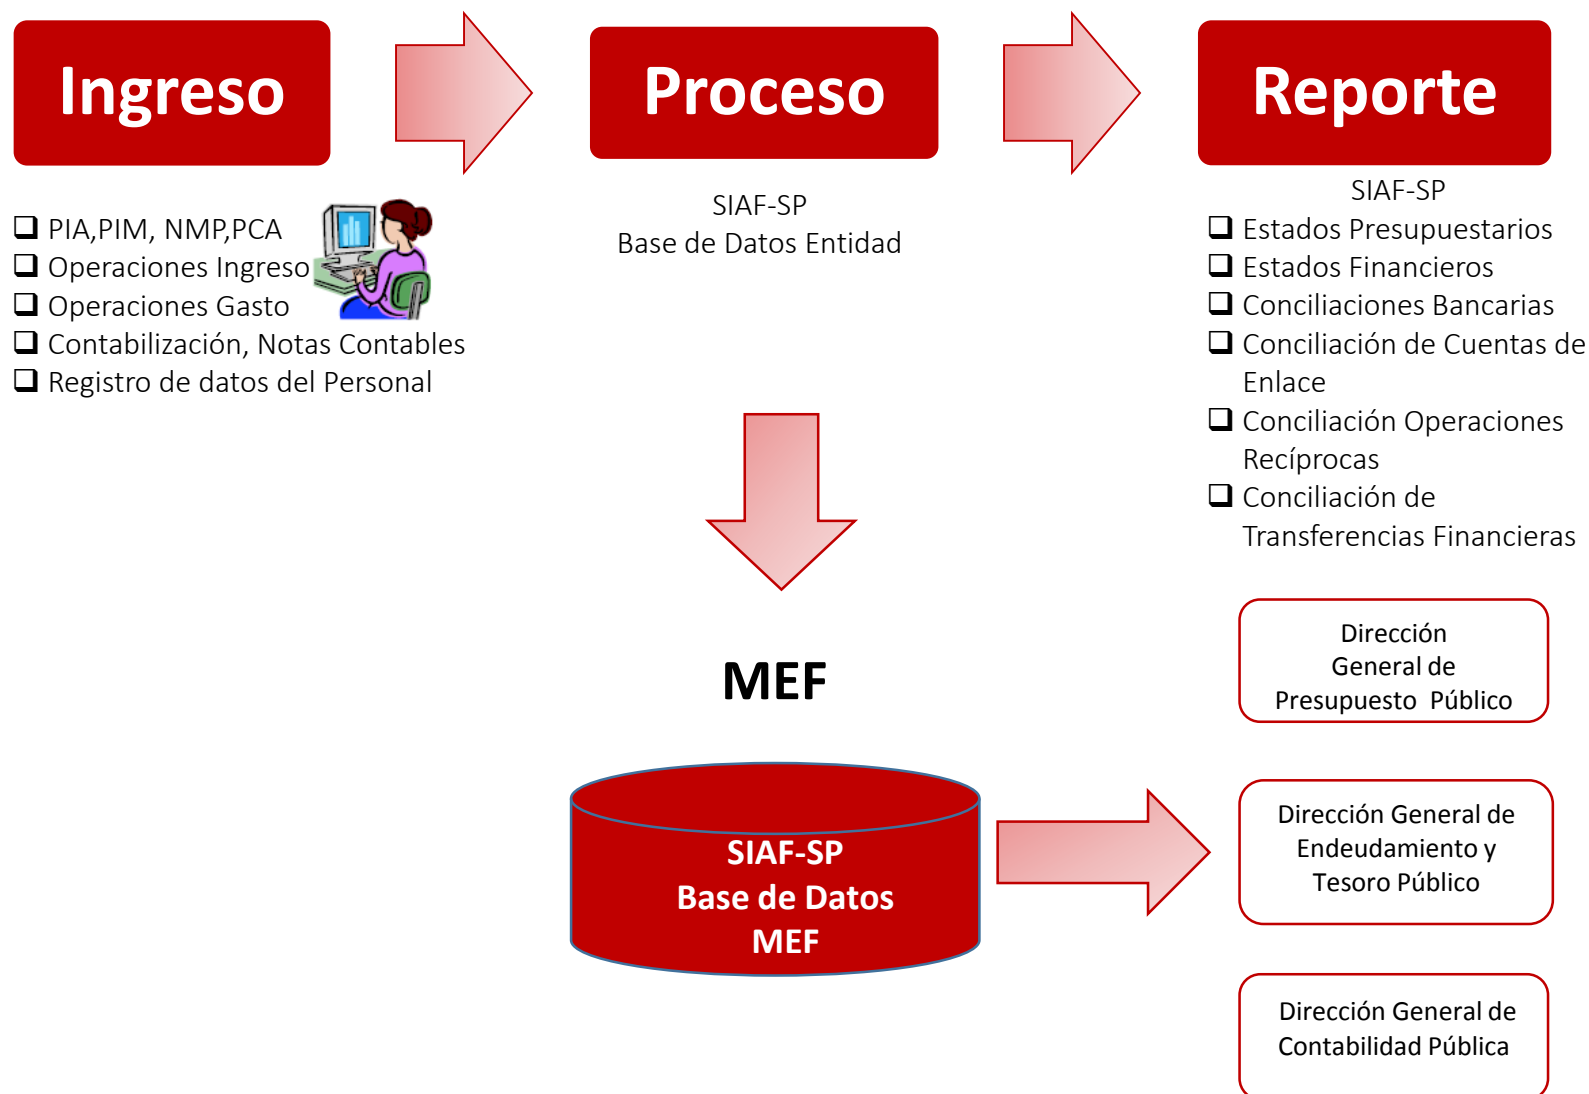 Ingreso
Proceso
Reporte
PIA,PIM, NMP,PCA
Operaciones Ingreso
Operaciones Gasto
Contabilización, Notas Contables
Registro de datos del Personal
SIAF-SP
Base de Datos Entidad
SIAF-SP
Estados Presupuestarios
Estados Financieros
Conciliaciones Bancarias
Conciliación de Cuentas de
Enlace
Conciliación Operaciones
Recíprocas
Conciliación de
Transferencias Financieras
MEF
SIAF-SP
Base de Datos
MEF
Dirección
General de
Presupuesto Público
Dirección General de
Endeudamiento y
Tesoro Público
Dirección General de
Contabilidad Pública